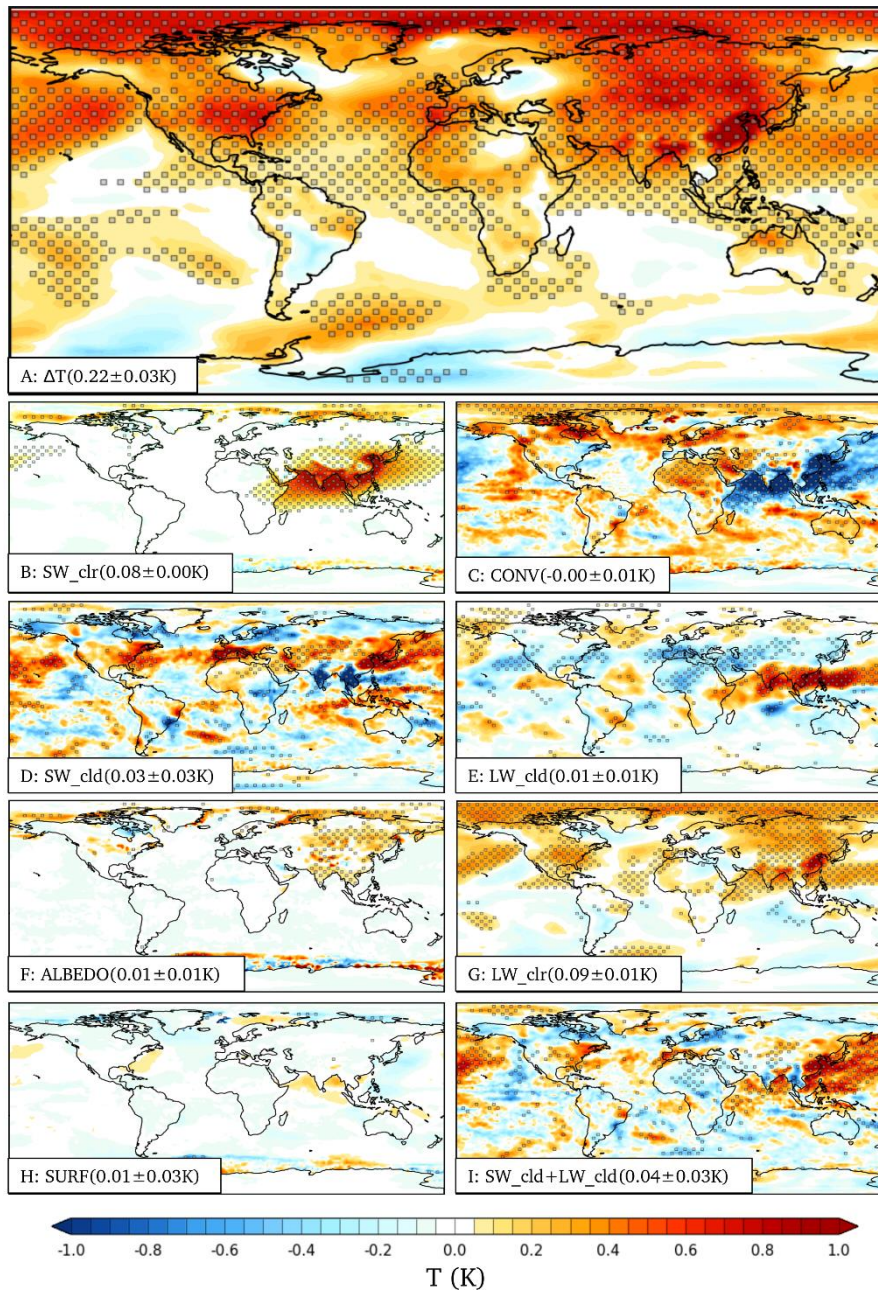 A: ΔT(0.22±0.03K)
B: SW_clr(0.08±0.00K)
C: CONV(-0.00±0.01K)
D: SW_cld(0.03±0.03K)
E: LW_cld(0.01±0.01K)
F: ALBEDO(0.01±0.01K)
G: LW_clr(0.09±0.01K)
H: SURF(0.01±0.03K)
I: SW_cld+LW_cld(0.04±0.03K)
-1.0 -0.8 -0.6 -0.4 -0.2 0.0 0.2 0.4 0.6 0.8 1.0
T (K)